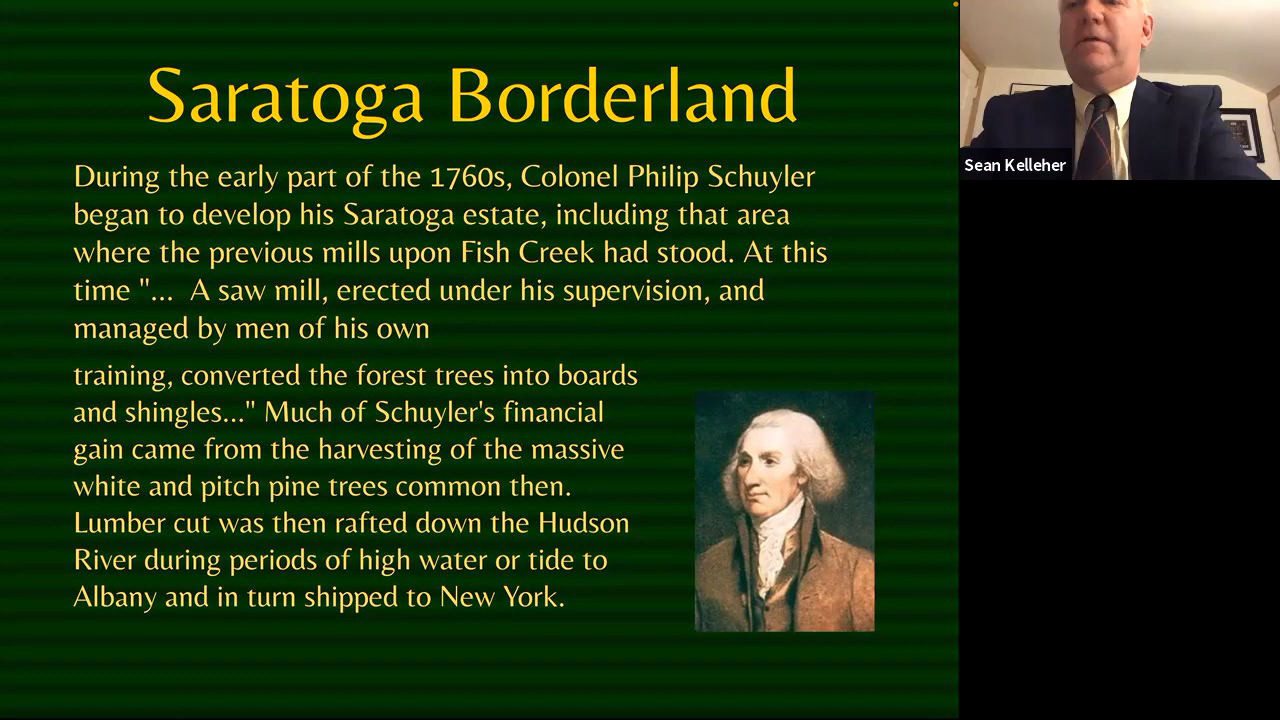 Saratoga Borderland
During the early part of the 1760s, Colonel Philip Schuyler
began to develop his Saratoga estate, including that area
where the previous mills upon Fish Creek had stood. At this
time "... A saw mill, erected under his supervision, and
managed by men of his own
training, converted the forest trees into boards
and shingles..." Much of Schuyler's financial
gain came from the harvesting of the massive
white and pitch pine trees common then.
Lumber cut was then rafted down the Hudson
River during periods of high water or tide to
Albany and in turn shipped to New York.
Sean Kelleher